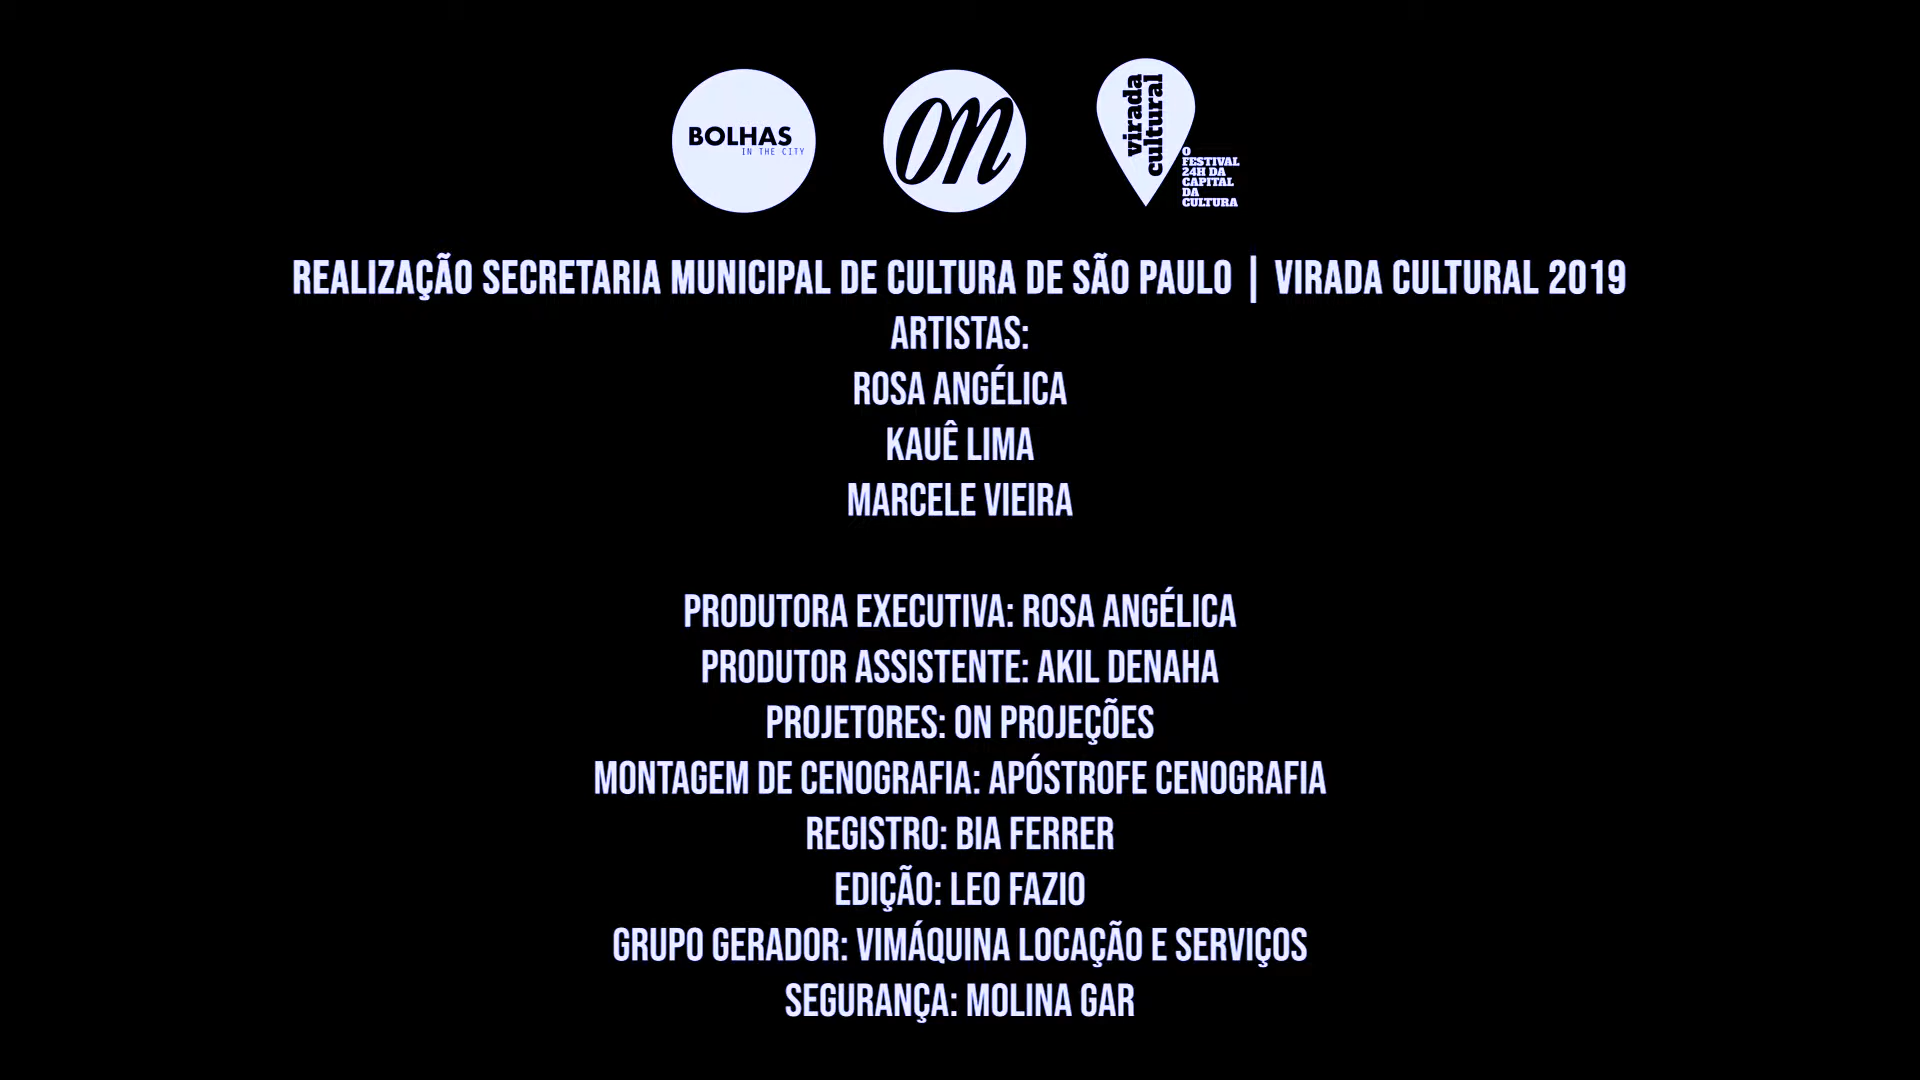 BOLHAS
IN THE CITY
ON
virada
cultural
O
FESTIVAL
24H DA
CAPITAL
DA
CULTURA
REALIZAÇÃO SECRETARIA MUNICIPAL DE CULTURA DE SÃO PAULO | VIRADA CULTURAL 2019
ARTISTAS:
ROSA ANGÉLICA
KAUÊ LIMA
MARCELE VIEIRA
PRODUTORA EXECUTIVA: ROSA ANGÉLICA
PRODUTOR ASSISTENTE: AKIL DENAHA
PROJETORES: ON PROJEÇÕES
MONTAGEM DE CENOGRAFIA: APÓSTROFE CENOGRAFIA
REGISTRO: BIA FERRER
EDIÇÃO: LEO FAZIO
GRUPO GERADOR: VIMÁQUINA LOCAÇÃO E SERVIÇOS
SEGURANÇA: MOLINA GAR